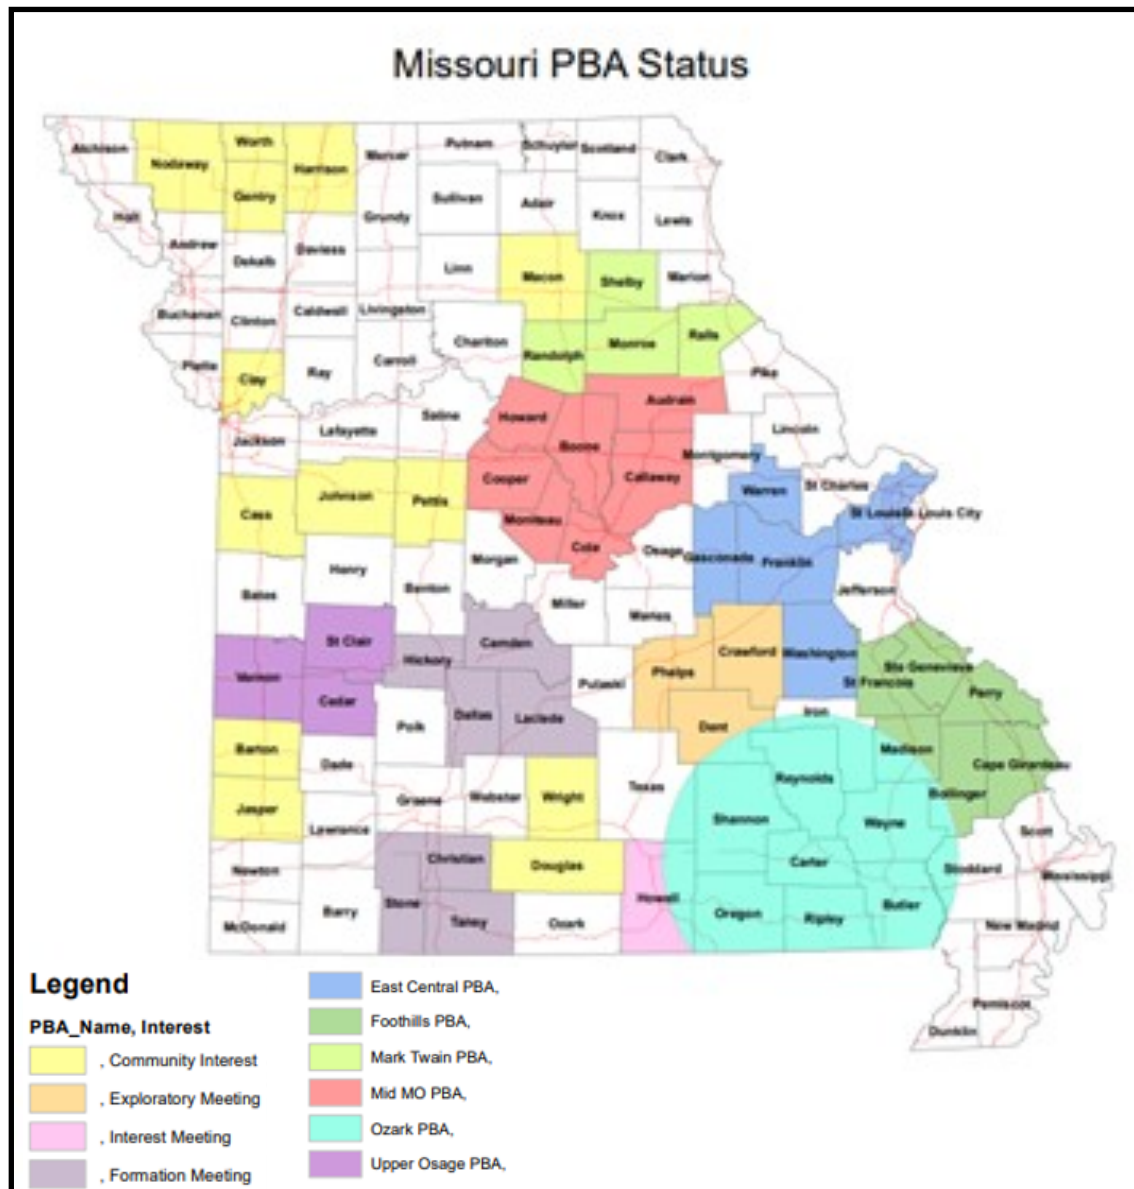 Missouri PBA Status
Atchison
Nodaway
Worth
Gentry
Harrison
Mercer
Putnam
Schuyler
Scotland
Clark
Holt
Andrew
Dekalb
Daviess
Grundy
Sullivan
Adair
Knox
Lewis
Buchanan
Clinton
Caldwell
Livingston
Linn
Macon
Shelby
Marion
Platte
Clay
Ray
Carroll
Chariton
Randolph
Monroe
Ralls
Pike
Jackson
Lafayette
Saline
Howard
Boone
Audrain
Montgomery
Lincoln
Cass
Johnson
Pettis
Cooper
Moniteau
Cole
Callaway
Warren
St Charles
St Louis
St Louis City
Bates
Henry
Benton
Morgan
Miller
Osage
Maries
Gasconade
Franklin
Jefferson
Vernon
St Clair
Cedar
Hickory
Camden
Dallas
Laclede
Pulaski
Phelps
Crawford
Dent
Washington
Ste Genevieve
St Francois
Perry
Barton
Dade
Polk
Iron
Madison
Cape Girardeau
Bollinger
Jasper
Lawrence
Greene
Webster
Wright
Texas
Shannon
Reynolds
Wayne
Carter
Scott
Stoddard
Mississippi
Newton
McDonald
Barry
Stone
Christian
Taney
Douglas
Ozark
Howell
Oregon
Ripley
Butler
New Madrid
Pemiscot
Dunklin
Legend
PBA_Name, Interest
, Community Interest
, Exploratory Meeting
, Interest Meeting
, Formation Meeting
East Central PBA,
Foothills PBA,
Mark Twain PBA,
Mid MO PBA,
Ozark PBA,
Upper Osage PBA,